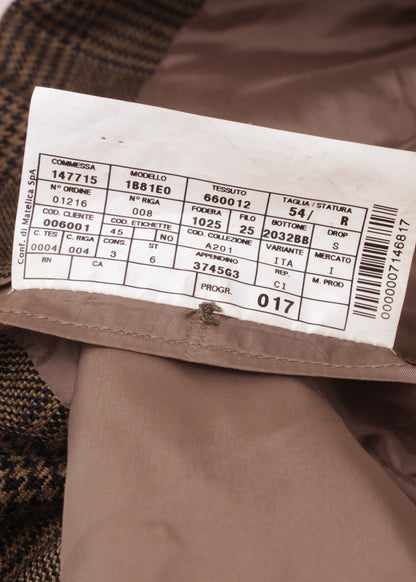 Conf. di Matelica SpA
COMMESSA MODELLO TESSUTO TAGLIA / STATURA
147715 1B81E0 660012 54/ R
N° ORDINE N° RIGA FODERA FILO BOTTONE DROP
01216 008 1025 25 2032BB S
COD. CLIENTE COD. ETICHETTE COD. COLLEZIONE VARIANTE MERCATO
006001 45 NO A201 ITA I
C. TES C. RIGA CONS. ST APPENDINO REP. M. PROD
0004 004 3 6 3745G3 CI
RN CA PROGR. 017
0000007146817